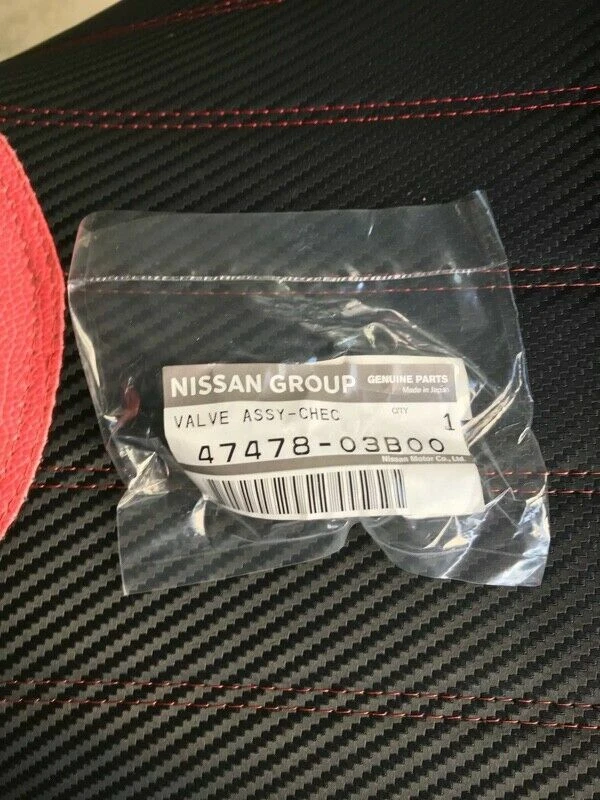 NISSAN GROUP GENUINE PARTS
Made in Japan
VALVE ASSY-CHEC QTY 1
47478-03B00
Nissan Motor Co., Ltd.